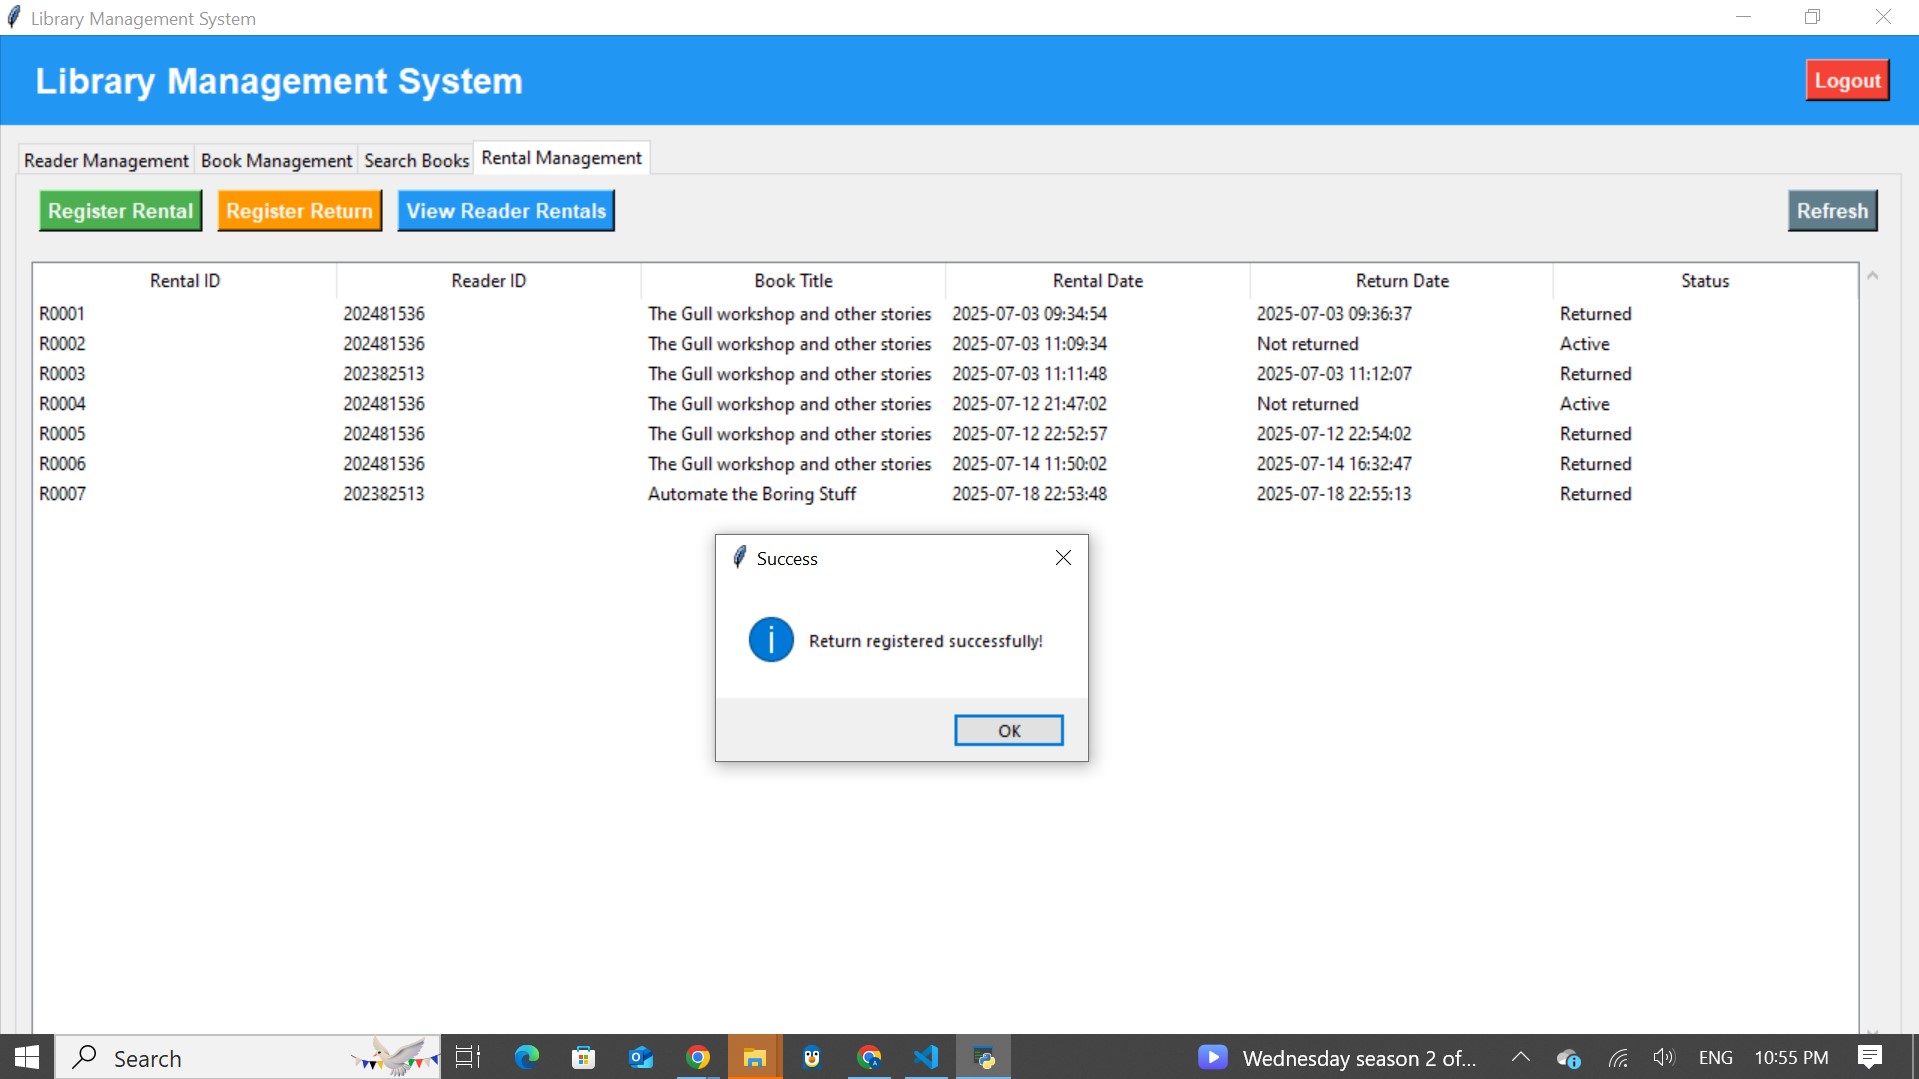 Library Management System
Library Management System
Logout
Reader Management Book Management Search Books Rental Management
Register Rental Register Return View Reader Rentals Refresh
Rental ID Reader ID Book Title Rental Date Return Date Status
R0001 202481536 The Gull workshop and other stories 2025-07-03 09:34:54 2025-07-03 09:36:37 Returned
R0002 202481536 The Gull workshop and other stories 2025-07-03 11:09:34 Not returned Active
R0003 202382513 The Gull workshop and other stories 2025-07-03 11:11:48 2025-07-03 11:12:07 Returned
R0004 202481536 The Gull workshop and other stories 2025-07-12 21:47:02 Not returned Active
R0005 202481536 The Gull workshop and other stories 2025-07-12 22:52:57 2025-07-12 22:54:02 Returned
R0006 202481536 The Gull workshop and other stories 2025-07-14 11:50:02 2025-07-14 16:32:47 Returned
R0007 202382513 Automate the Boring Stuff 2025-07-18 22:53:48 2025-07-18 22:55:13 Returned
Success
Return registered successfully!
OK
Search Wednesday season 2 of... ENG 10:55 PM